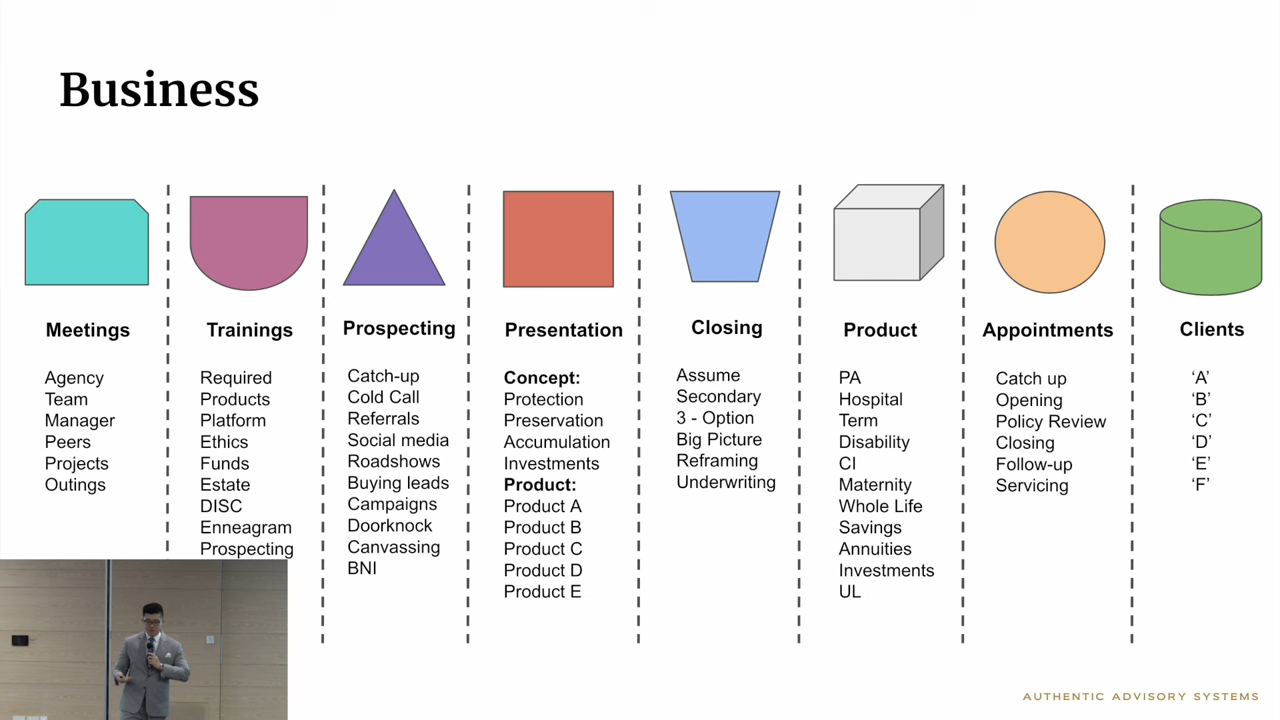 Business
Meetings
Agency
Team
Manager
Peers
Projects
Outings
Trainings
Required
Products
Platform
Ethics
Funds
Estate
DISC
Enneagram
Prospecting
Prospecting
Catch-up
Cold Call
Referrals
Social media
Roadshows
Buying leads
Campaigns
Doorknock
Canvassing
BNI
Presentation
Concept:
Protection
Preservation
Accumulation
Investments
Product:
Product A
Product B
Product C
Product D
Product E
Closing
Assume
Secondary
3 - Option
Big Picture
Reframing
Underwriting
Product
PA
Hospital
Term
Disability
CI
Maternity
Whole Life
Savings
Annuities
Investments
UL
Appointments
Catch up
Opening
Policy Review
Closing
Follow-up
Servicing
Clients
‘A’
‘B’
‘C’
‘D’
‘E’
‘F’
AUTHENTIC ADVISORY SYSTEMS